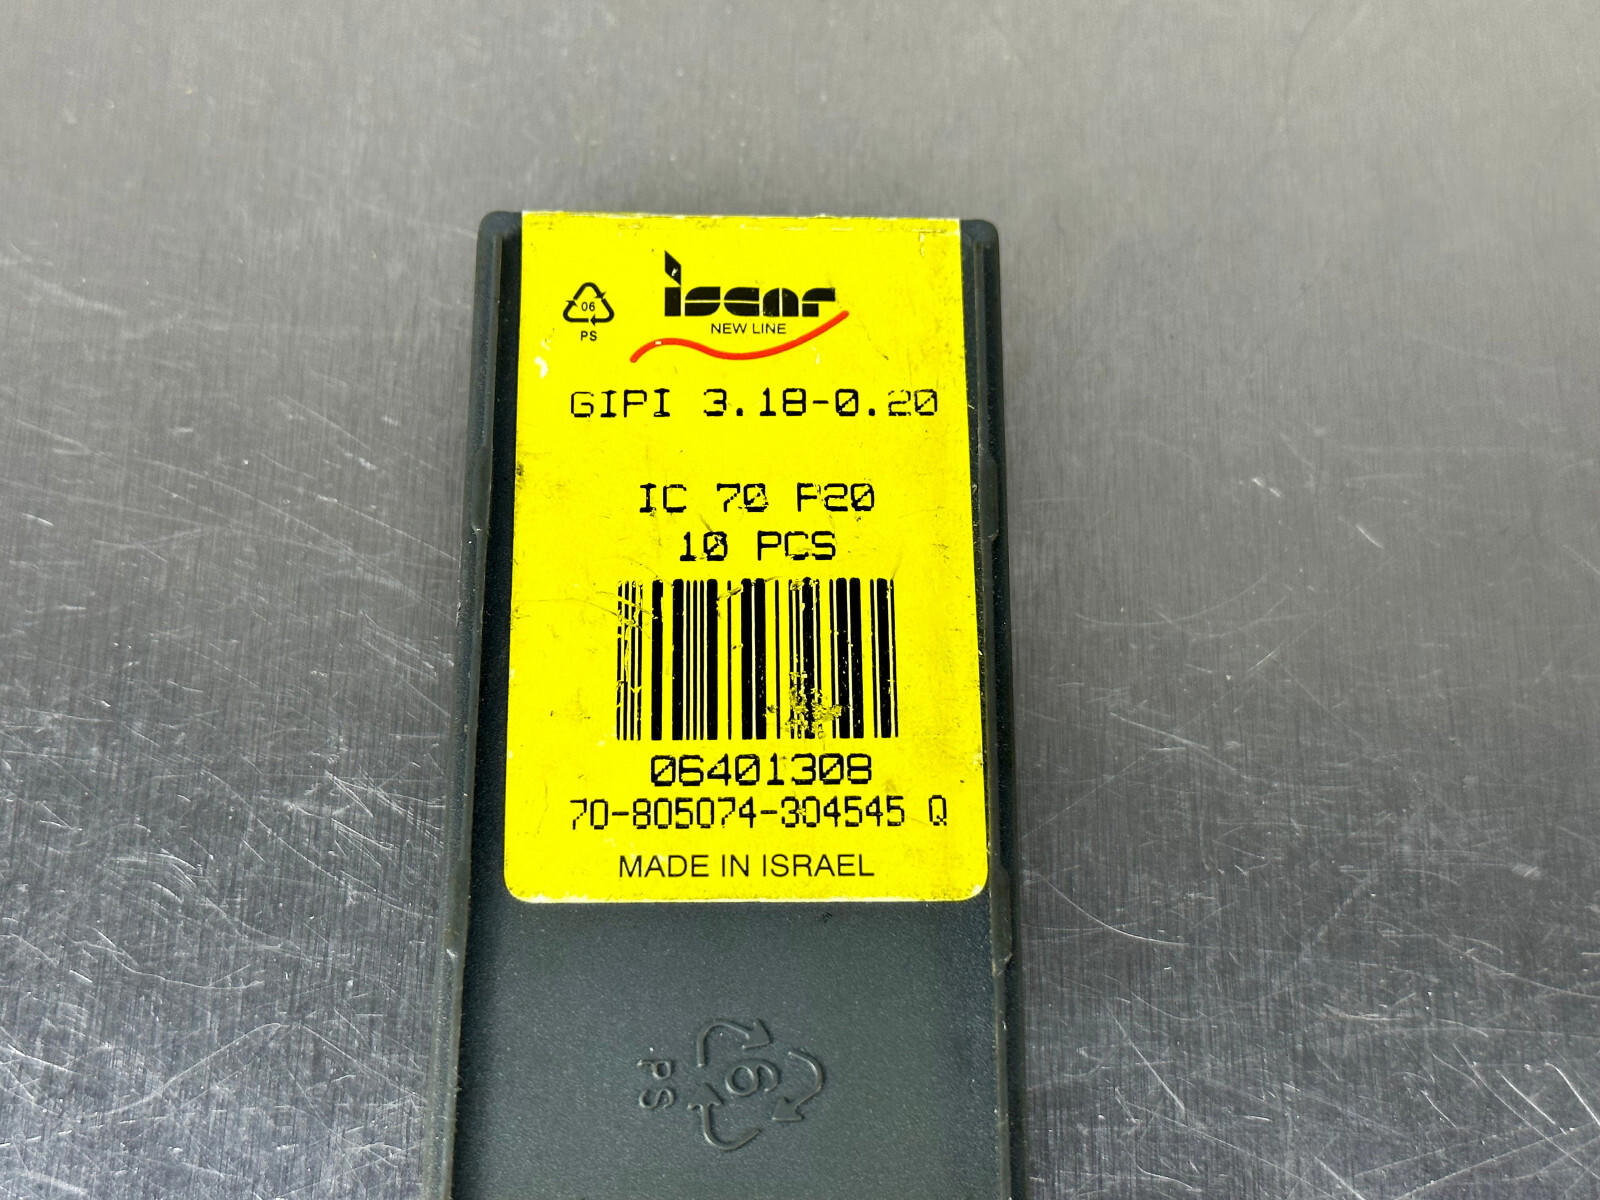 iscar
NEW LINE
06
PS
GIPI 3.18-0.20
IC 70 P20
10 PCS
06401308
70-805074-304545 Q
MADE IN ISRAEL
6
PS